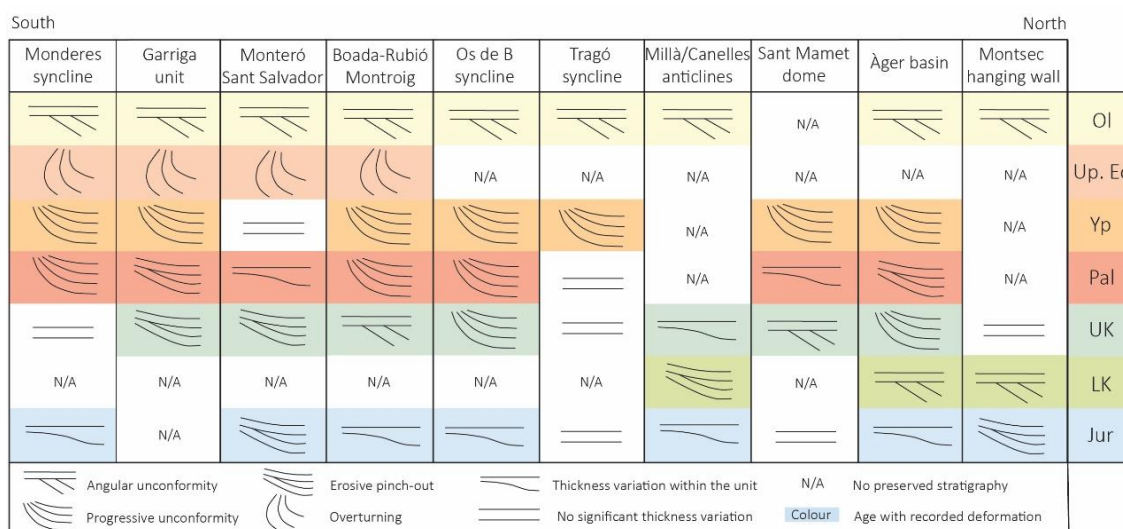 South North
Monderes syncline
Garriga unit
Monteró Sant Salvador
Boada-Rubió Montroig
Os de B syncline
Tragó syncline
Millà/Canelles anticlines
Sant Mamet dome
Àger basin
Montsec hanging wall
N/A Ol
N/A N/A N/A N/A N/A N/A Up. Eo
N/A N/A Yp
N/A N/A Pal
UK
N/A N/A N/A N/A N/A N/A N/A LK
N/A Jur
Angular unconformity Erosive pinch-out Thickness variation within the unit N/A No preserved stratigraphy
Progressive unconformity Overturning No significant thickness variation Colour Age with recorded deformation